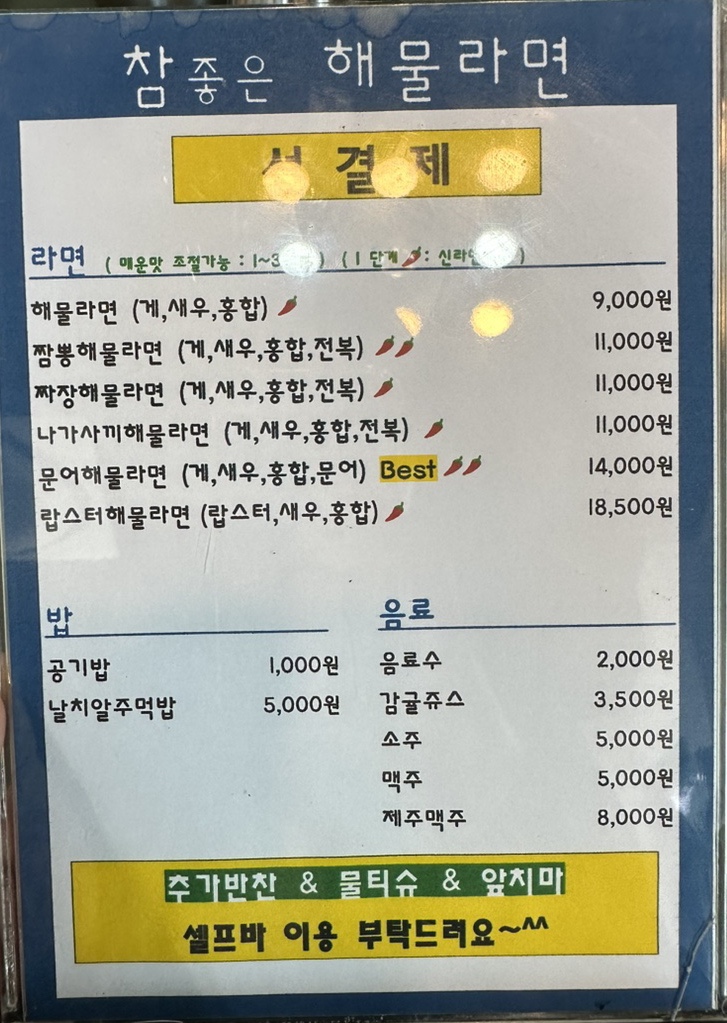 참좋은 해물라면
선결제
라면 ( 매운맛 조절가능 : 1~3 ) ( 1 단계 🌶: 신라면 )
해물라면 (게,새우,홍합) 🌶 9,000원
짬뽕해물라면 (게,새우,홍합,전복) 🌶🌶 11,000원
짜장해물라면 (게,새우,홍합,전복) 🌶 11,000원
나가사끼해물라면 (게,새우,홍합,전복) 🌶 11,000원
문어해물라면 (게,새우,홍합,문어) Best 🌶🌶 14,000원
랍스터해물라면 (랍스터,새우,홍합) 🌶 18,500원
밥
공기밥 1,000원
날치알주먹밥 5,000원
음료
음료수 2,000원
감귤쥬스 3,500원
소주 5,000원
맥주 5,000원
제주맥주 8,000원
추가반찬 & 물티슈 & 앞치마
셀프바 이용 부탁드려요~^^